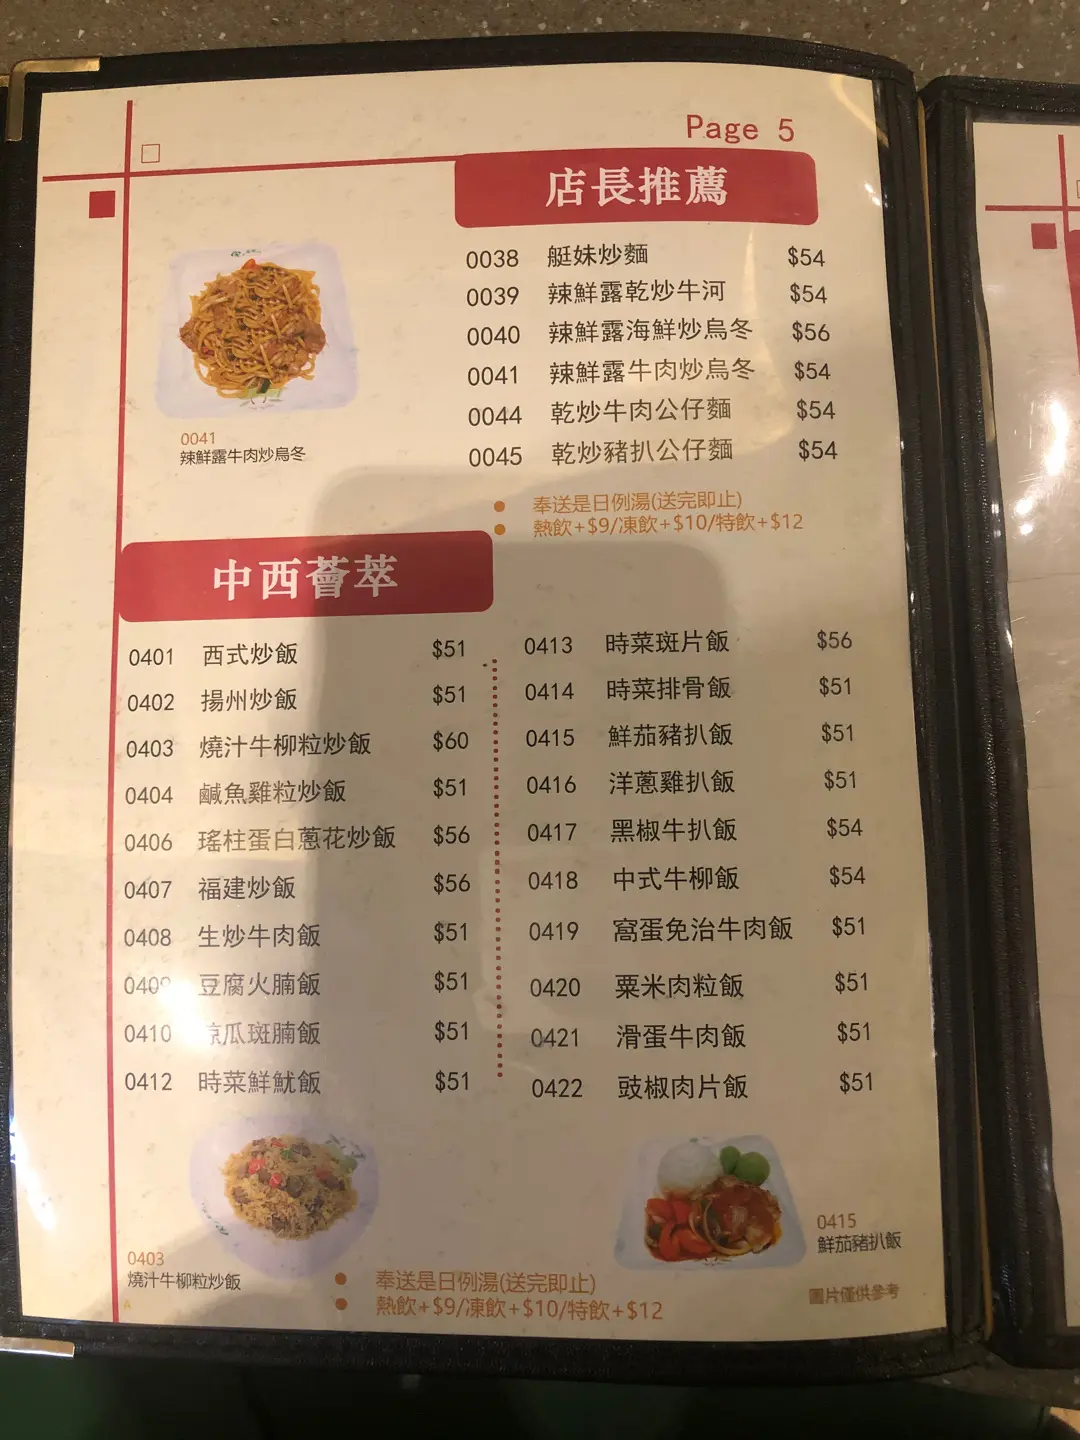 Page 5
店長推薦
0038 艇妹炒麵 $54
0039 辣鮮露乾炒牛河 $54
0040 辣鮮露海鮮炒烏冬 $56
0041 辣鮮露牛肉炒烏冬 $54
0044 乾炒牛肉公仔麵 $54
0045 乾炒豬扒公仔麵 $54
0041
辣鮮露牛肉炒烏冬
奉送是日例湯(送完即止)
熱飲+$9/凍飲+$10/特飲+$12
中西薈萃
0401 西式炒飯 $51
0402 揚州炒飯 $51
0403 燒汁牛柳粒炒飯 $60
0404 鹹魚雞粒炒飯 $51
0406 瑤柱蛋白蔥花炒飯 $56
0407 福建炒飯 $56
0408 生炒牛肉飯 $51
0409 豆腐火腩飯 $51
0410 涼瓜斑腩飯 $51
0412 時菜鮮魷飯 $51
0413 時菜斑片飯 $56
0414 時菜排骨飯 $51
0415 鮮茄豬扒飯 $51
0416 洋蔥雞扒飯 $51
0417 黑椒牛扒飯 $54
0418 中式牛柳飯 $54
0419 窩蛋免治牛肉飯 $51
0420 粟米肉粒飯 $51
0421 滑蛋牛肉飯 $51
0422 豉椒肉片飯 $51
0403
燒汁牛柳粒炒飯
0415
鮮茄豬扒飯
奉送是日例湯(送完即止)
熱飲+$9/凍飲+$10/特飲+$12
圖片僅供參考
A